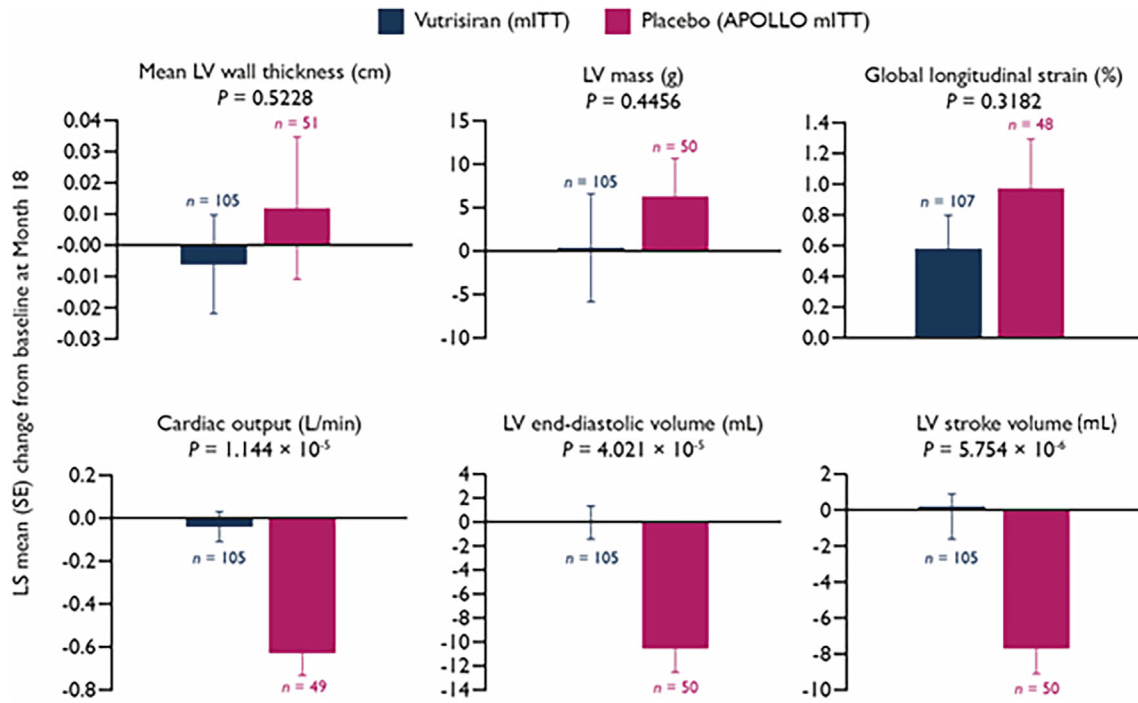 Vutrisiran (mITT) Placebo (APOLLO mITT)
LS mean (SE) change from baseline at Month 18
Mean LV wall thickness (cm)
P = 0.5228
0.04
0.03
0.02
0.01
-0.00
-0.01
-0.02
-0.03
n = 105
n = 51
LV mass (g)
P = 0.4456
15
10
5
0
-5
-10
n = 105
n = 50
Global longitudinal strain (%)
P = 0.3182
1.4
1.2
1.0
0.8
0.6
0.4
0.2
0.0
n = 107
n = 48
Cardiac output (L/min)
P = 1.144 × 10⁻⁵
0.2
0.0
-0.2
-0.4
-0.6
-0.8
n = 105
n = 49
LV end-diastolic volume (mL)
P = 4.021 × 10⁻⁵
4
2
0
-2
-4
-6
-8
-10
-12
-14
n = 105
n = 50
LV stroke volume (mL)
P = 5.754 × 10⁻⁶
2
0
-2
-4
-6
-8
-10
n = 105
n = 50